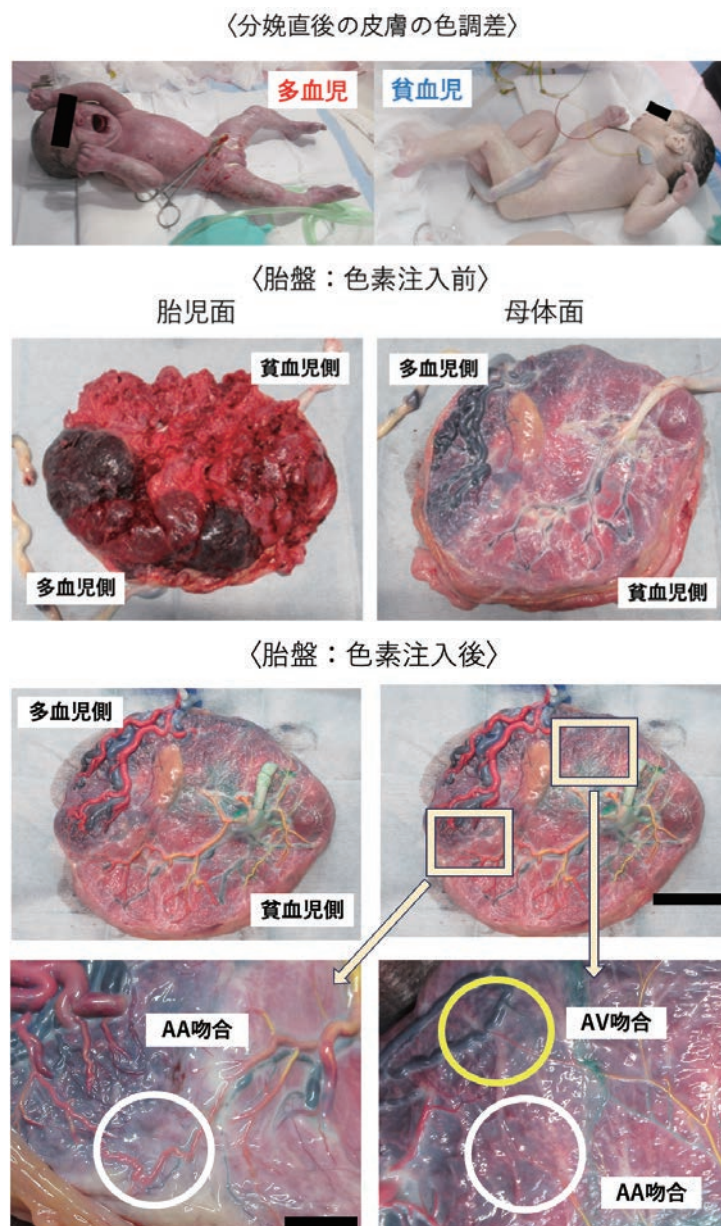 〈分娩直後の皮膚の色調差〉
多血児
貧血児
〈胎盤：色素注入前〉
胎児面
母体面
貧血児側
多血児側
多血児側
貧血児側
〈胎盤：色素注入後〉
多血児側
貧血児側
AA吻合
AV吻合
AA吻合